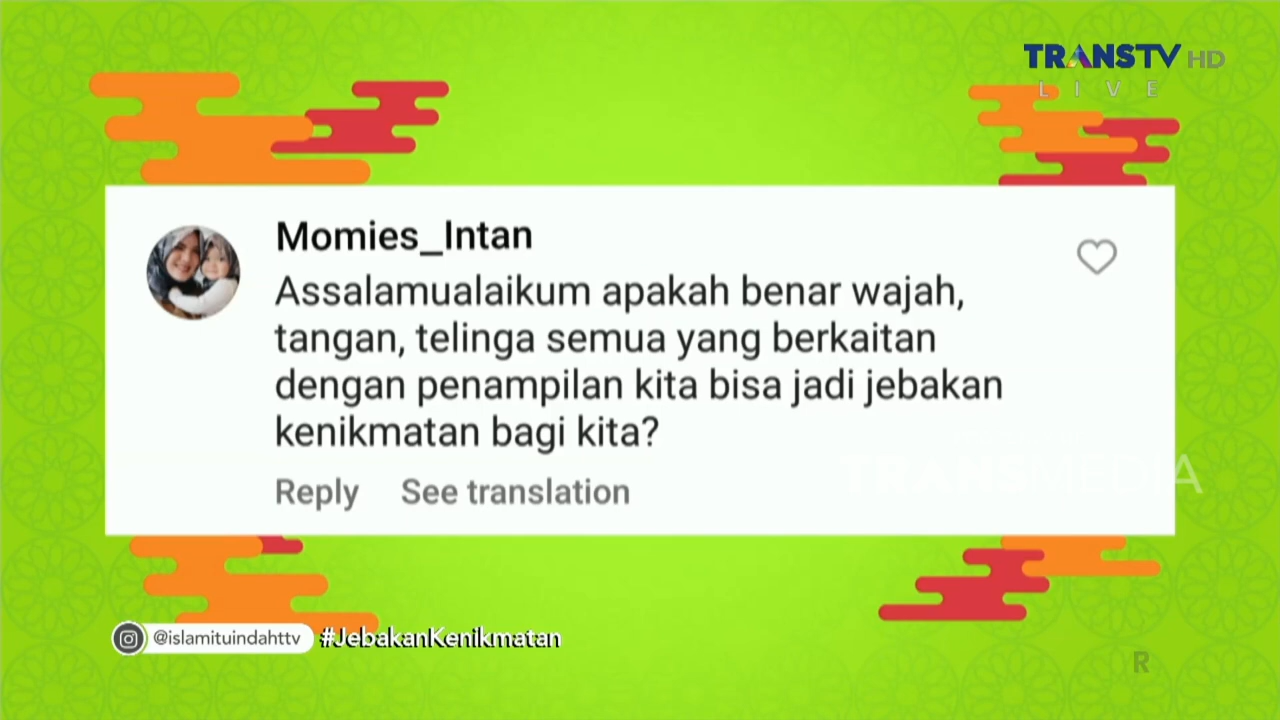 TRANSTV HD
LIVE
Momies_Intan
Assalamualaikum apakah benar wajah,
tangan, telinga semua yang berkaitan
dengan penampilan kita bisa jadi jebakan
kenikmatan bagi kita?
Reply See translation
TRANSMEDIA
@islamituindahttv #JebakanKenikmatan
R